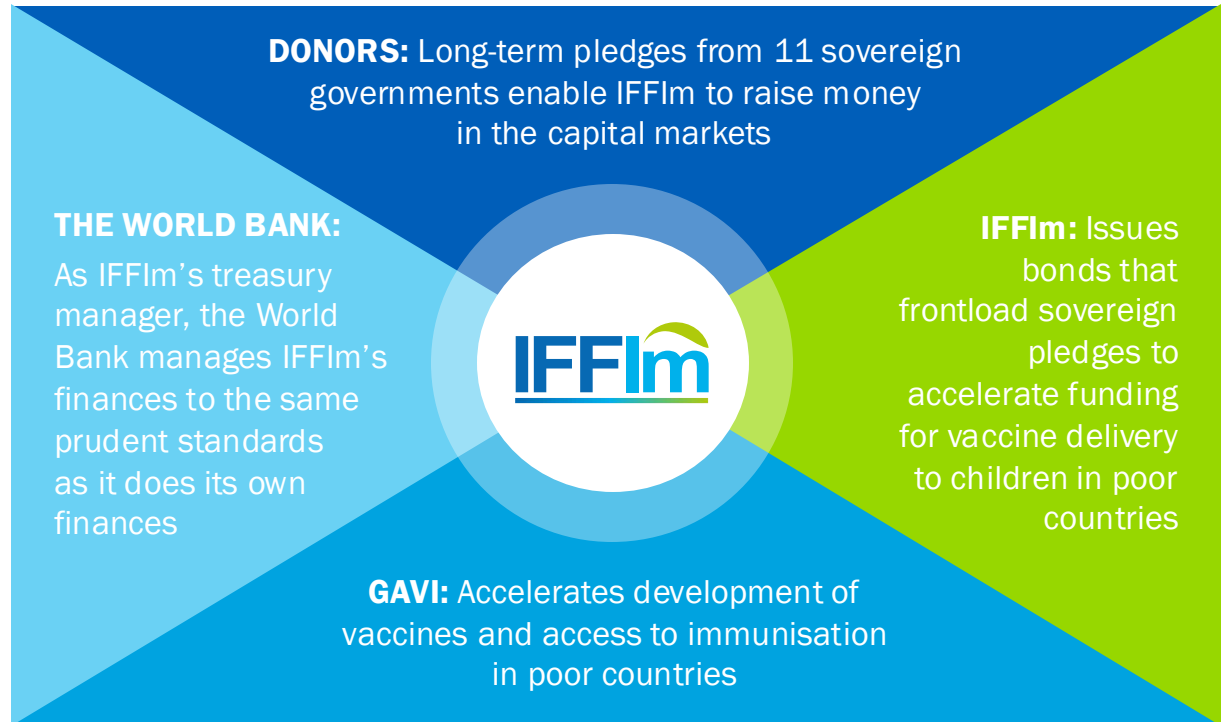 DONORS: Long-term pledges from 11 sovereign
governments enable IFFIm to raise money
in the capital markets
THE WORLD BANK:
As IFFIm’s treasury
manager, the World
Bank manages IFFIm’s
finances to the same
prudent standards
as it does its own
finances
IFFIm
IFFIm: Issues
bonds that
frontload sovereign
pledges to
accelerate funding
for vaccine delivery
to children in poor
countries
GAVI: Accelerates development of
vaccines and access to immunisation
in poor countries